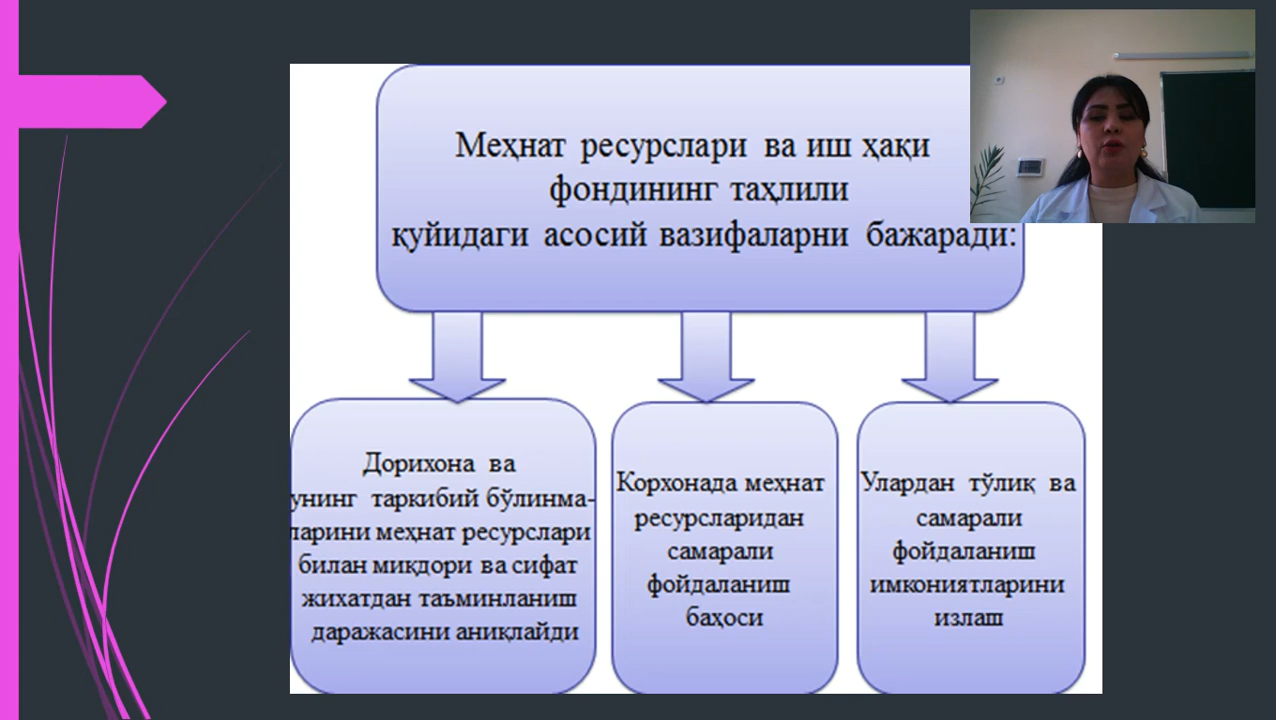 Меҳнат ресурслари ва иш ҳақи
фондининг таҳлили
қуйидаги асосий вазифаларни бажаради:
Дорихона ва
унинг таркибий бўлинма-
ларини меҳнат ресурслари
билан миқдори ва сифат
жихатдан таъминланиш
даражасини аниқлайди
Корхонада меҳнат
ресурсларидан
самарали
фойдаланиш
баҳоси
Улардан тўлиқ ва
самарали
фойдаланиш
имкониятларини
излаш